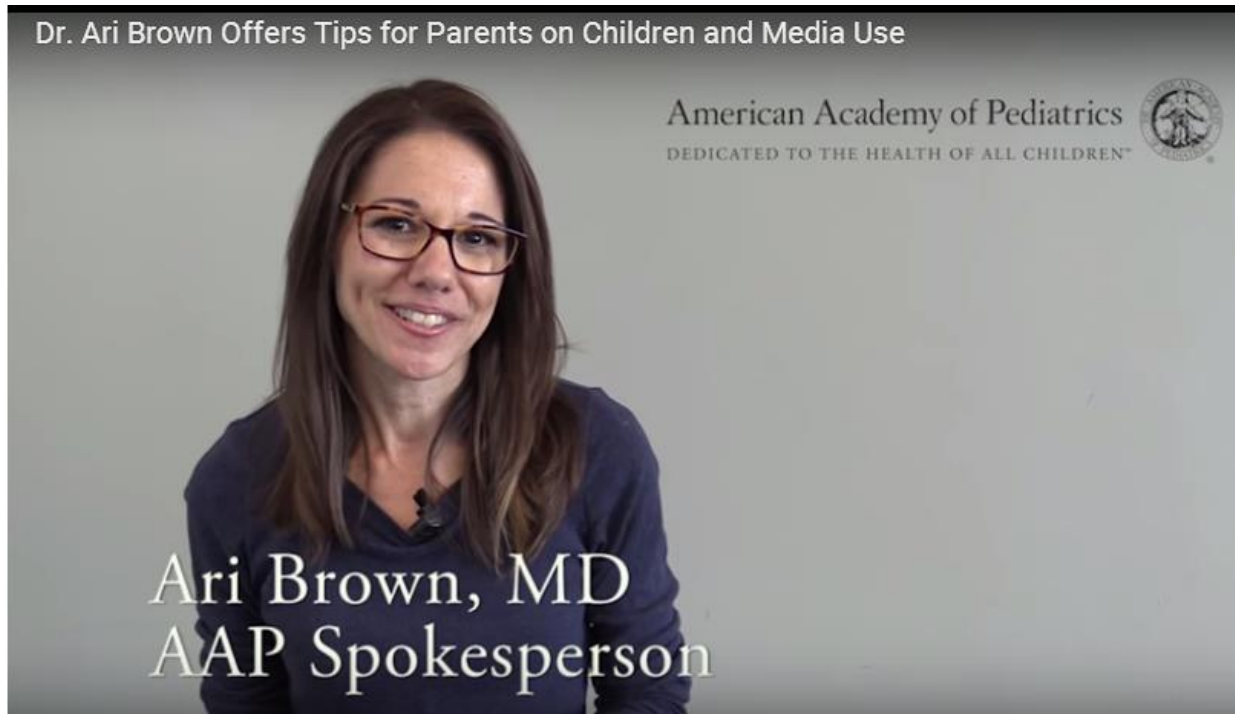 Dr. Ari Brown Offers Tips for Parents on Children and Media Use
American Academy of Pediatrics
DEDICATED TO THE HEALTH OF ALL CHILDREN™
Ari Brown, MD
AAP Spokesperson